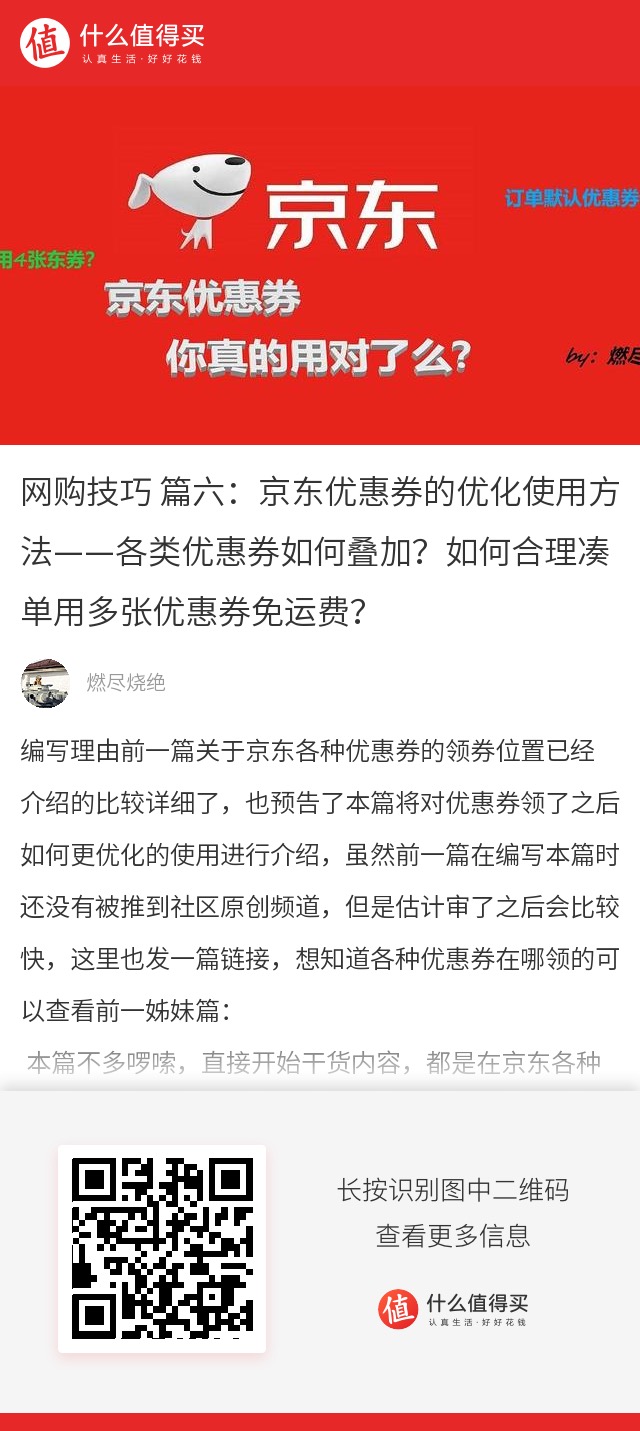 值 什么值得买
认真生活·好好花钱
京东
订单默认优惠券
用4张东券?
京东优惠券
你真的用对了么?
by: 燃尽
网购技巧 篇六：京东优惠券的优化使用方
法——各类优惠券如何叠加？如何合理凑
单用多张优惠券免运费？
燃尽烧绝
编写理由前一篇关于京东各种优惠券的领券位置已经
介绍的比较详细了，也预告了本篇将对优惠券领了之后
如何更优化的使用进行介绍，虽然前一篇在编写本篇时
还没有被推到社区原创频道，但是估计审了之后会比较
快，这里也发一篇链接，想知道各种优惠券在哪领的可
以查看前一姊妹篇：
本篇不多啰嗦，直接开始干货内容，都是在京东各种
长按识别图中二维码
查看更多信息
值 什么值得买
认真生活·好好花钱